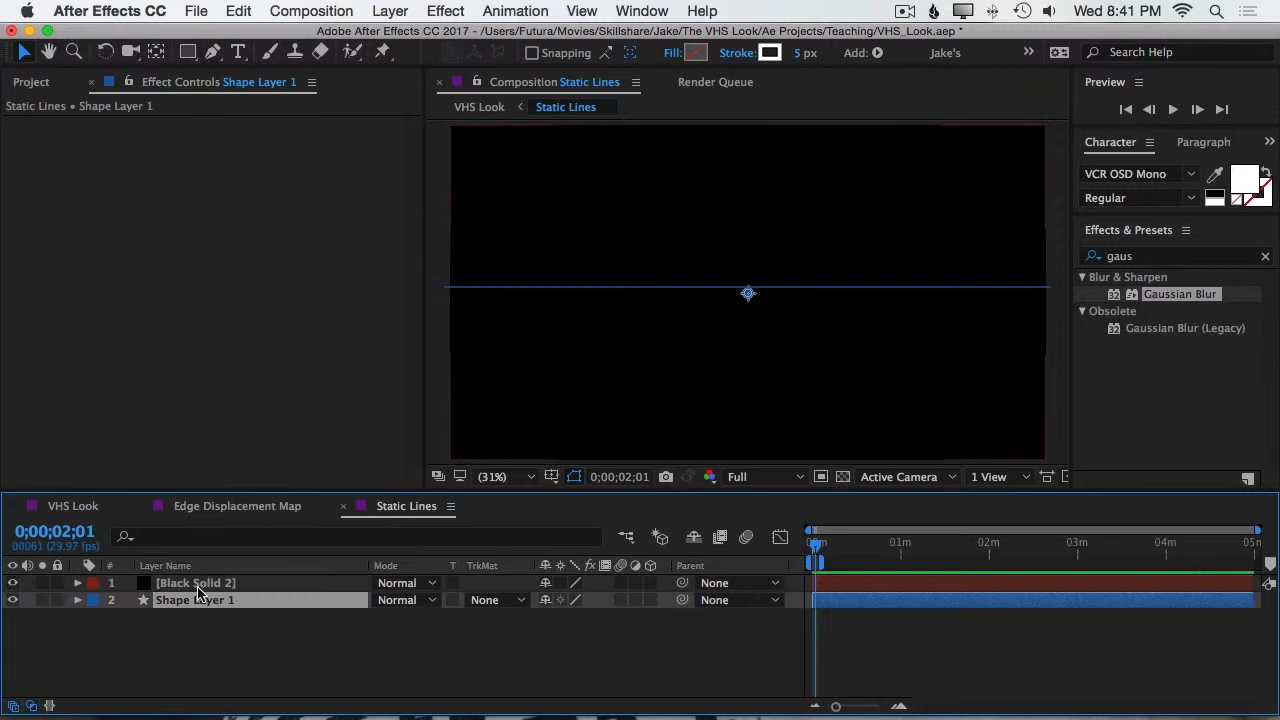 After Effects CC File Edit Composition Layer Effect Animation View Window Help Wed 8:41 PM
Adobe After Effects CC 2017 - /Users/Futura/Movies/Skillshare/Jake/The VHS Look/Ae Projects/Teaching/VHS_Look.aep *
Snapping Fill: Stroke: 5 px Add: Jake's >> Search Help
Project × Effect Controls Shape Layer 1 × Composition Static Lines Render Queue Preview
Static Lines • Shape Layer 1 VHS Look < Static Lines
Character Paragraph >>
VCR OSD Mono
Regular
Effects & Presets
gaus ×
Blur & Sharpen
32 Gaussian Blur
Obsolete
32 Gaussian Blur (Legacy)
(31%) 0;00;02;01 Full Active Camera 1 View
VHS Look Edge Displacement Map × Static Lines
0;00;02;01
00061 (29.97 fps) 01m 02m 03m 04m 05n
# Layer Name Mode T TrkMat fx Parent
1 [Black Solid 2] Normal None
2 Shape Layer 1 Normal None None